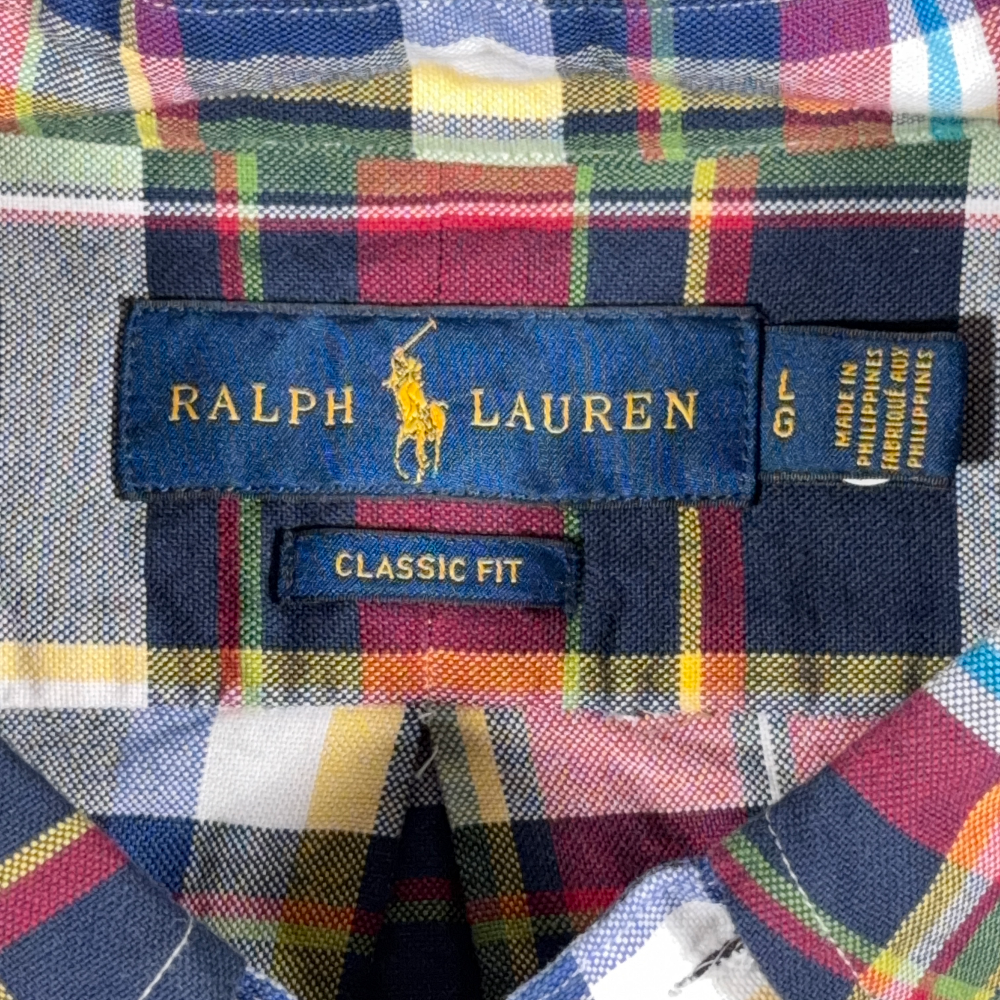 RALPH LAUREN
L
G
MADE IN
PHILIPPINES
FABRIQUÉ AUX
PHILIPPINES
CLASSIC FIT